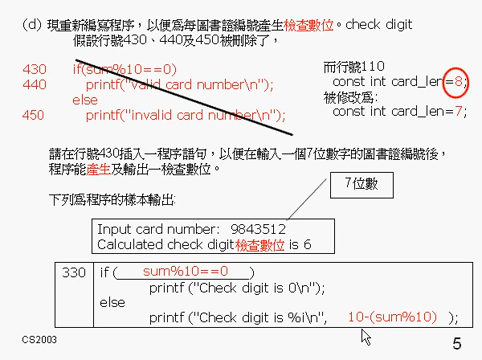 (d) 現重新編寫程序，以便為每圖書證編號產生檢查數位。check digit
假設行號430、440及450被刪除了，
430 if(sum%10==0)
440 printf("valid card number\n");
else
450 printf("invalid card number\n");
而行號110
const int card_len=8;
被修改為:
const int card_len=7;
請在行號430插入一程序語句，以便在輸入一個7位數字的圖書證編號後，
程序能產生及輸出一檢查數位。
7位數
下列為程序的樣本輸出:
Input card number: 9843512
Calculated check digit檢查數位 is 6
330 if ( sum%10==0 )
printf ("Check digit is 0\n");
else
printf ("Check digit is %i\n", 10-(sum%10) );
CS2003
5